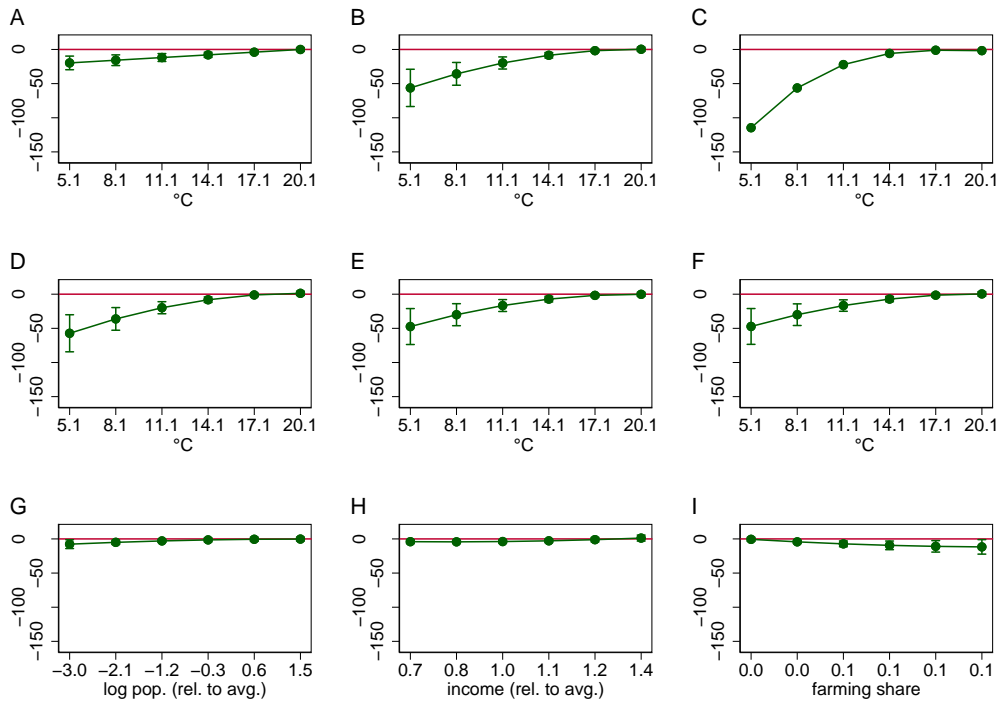 A
0
−50
−100
−150
5.1 8.1 11.1 14.1 17.1 20.1
°C
B
0
−50
−100
−150
5.1 8.1 11.1 14.1 17.1 20.1
°C
C
0
−50
−100
−150
5.1 8.1 11.1 14.1 17.1 20.1
°C
D
0
−50
−100
−150
5.1 8.1 11.1 14.1 17.1 20.1
°C
E
0
−50
−100
−150
5.1 8.1 11.1 14.1 17.1 20.1
°C
F
0
−50
−100
−150
5.1 8.1 11.1 14.1 17.1 20.1
°C
G
0
−50
−100
−150
−3.0 −2.1 −1.2 −0.3 0.6 1.5
log pop. (rel. to avg.)
H
0
−50
−100
−150
0.7 0.8 1.0 1.1 1.2 1.4
income (rel. to avg.)
I
0
−50
−100
−150
0.0 0.0 0.1 0.1 0.1 0.1
farming share